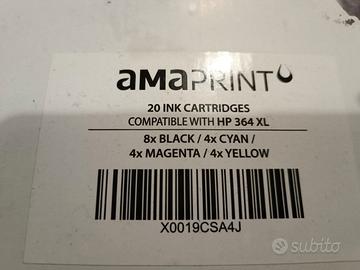 amaPRINT
20 INK CARTRIDGES
COMPATIBLE WITH HP 364 XL
8x BLACK / 4x CYAN /
4x MAGENTA / 4x YELLOW
X0019CSA4J
subito